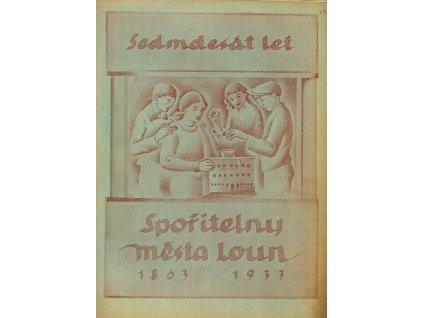 Sedmdesát let
Spořitelny
města Loun
1863 1933